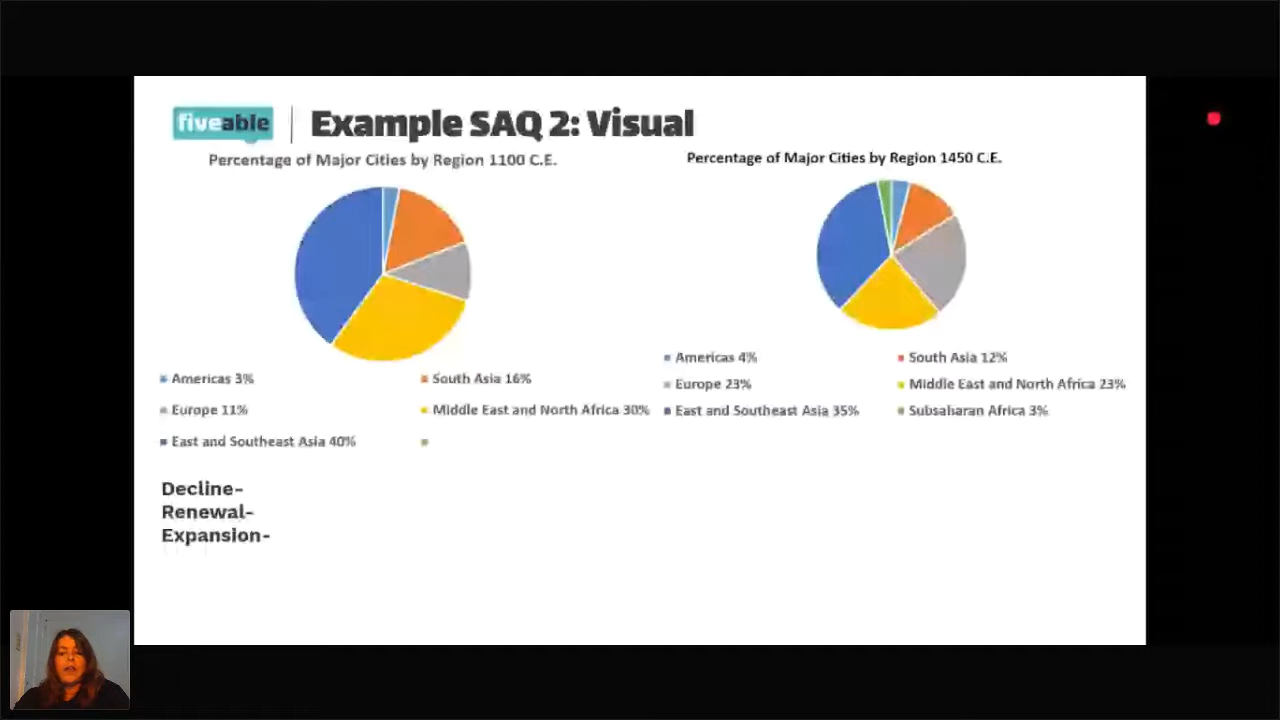 fiveable
Example SAQ 2: Visual
Percentage of Major Cities by Region 1100 C.E.
Americas 3%
South Asia 16%
Europe 11%
Middle East and North Africa 30%
East and Southeast Asia 40%
Percentage of Major Cities by Region 1450 C.E.
Americas 4%
South Asia 12%
Europe 23%
Middle East and North Africa 23%
East and Southeast Asia 35%
Subsaharan Africa 3%
Decline-
Renewal-
Expansion-